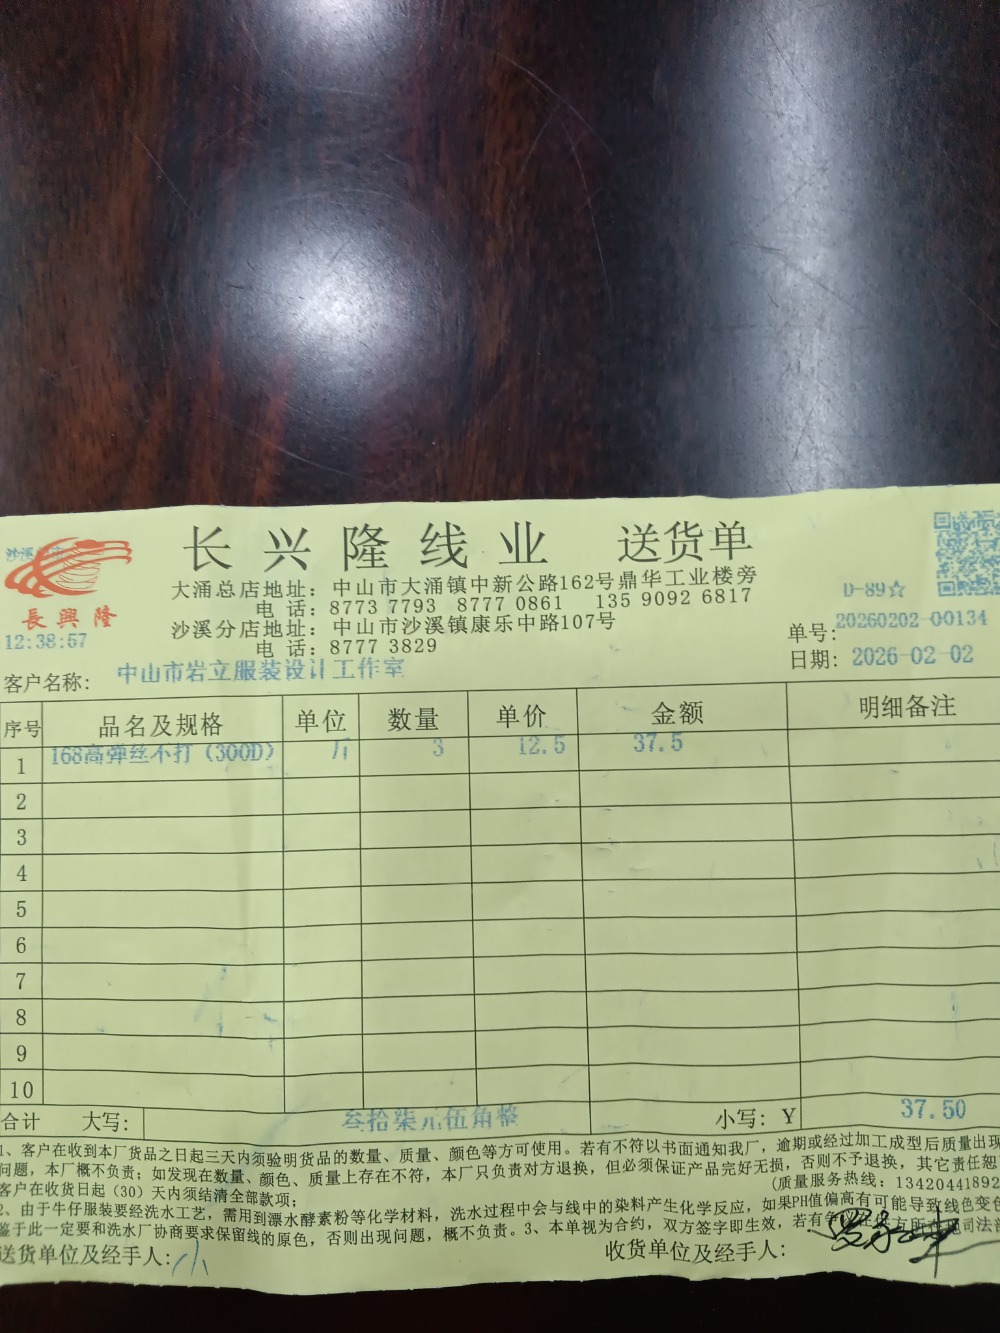 长兴隆线业 送货单
長興隆
大涌总店地址：中山市大涌镇中新公路162号鼎华工业楼旁
电 话：8773 7793 8777 0861 135 9092 6817
D-89☆
沙溪分店地址：中山市沙溪镇康乐中路107号
单号：20260202-00134
12:38:57
电 话：8777 3829
日期：2026-02-02
客户名称：中山市岩立服装设计工作室
序号 品名及规格 单位 数量 单价 金额 明细备注
1 168高弹丝不打（300D） 斤 3 12.5 37.5
2
3
4
5
6
7
8
9
10
合计 大写：叁拾柒元伍角整 小写：Y 37.50
1、客户在收到本厂货品之日起三天内须验明货品的数量、质量、颜色等方可使用。若有不符以书面通知我厂，逾期或经过加工成型后质量出现
问题，本厂概不负责；如发现在数量、颜色、质量上存在不符，本厂只负责对方退换，但必须保证产品完好无损，否则不予退换，其它责任恕
客户在收货日起（30）天内须结清全部款项；
(质量服务热线：13420441892
2、由于牛仔服装要经洗水工艺，需用到漂水酵素粉等化学材料，洗水过程中会与线中的染料产生化学反应，如果PH值偏高有可能导致线色变色
鉴于此一定要和洗水厂协商要求保留线的原色，否则出现问题，概不负责。3、本单视为合约，双方签字即生效，若有
送货单位及经手人：
收货单位及经手人：